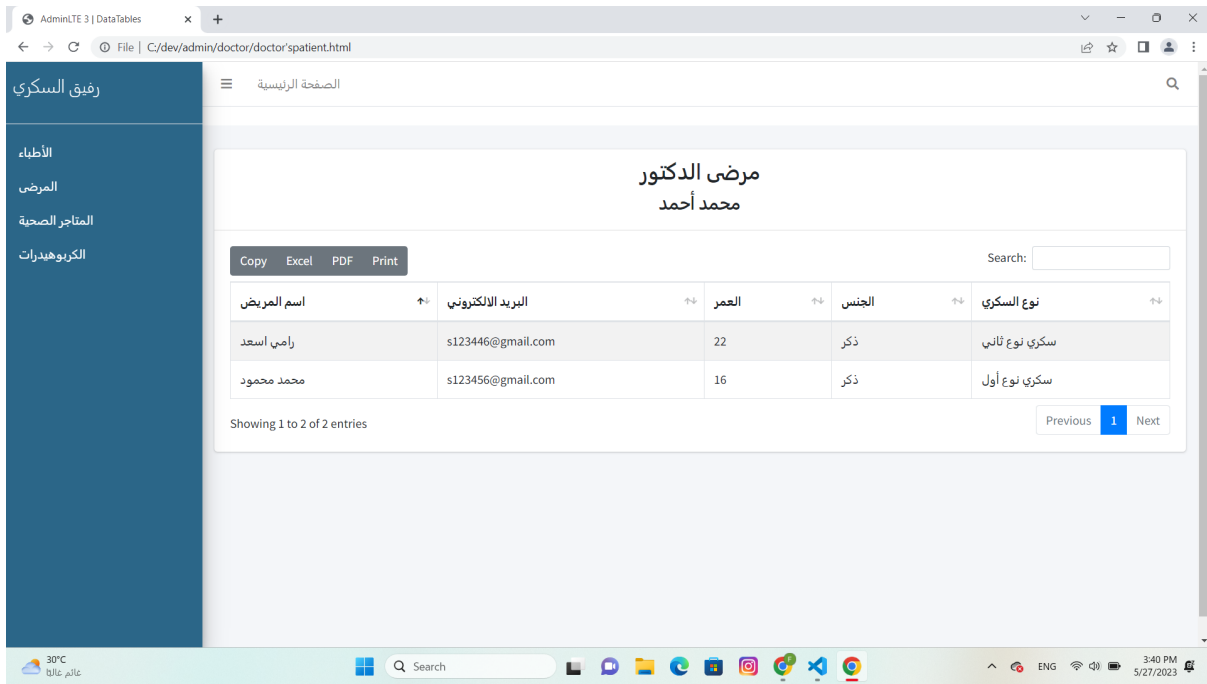 AdminLTE 3 | DataTables
File | C:/dev/admin/doctor/doctor'spatient.html
رفيق السكري
الصفحة الرئيسية
الأطباء
المرضى
المتاجر الصحية
الكربوهيدرات
مرضى الدكتور
محمد أحمد
Copy Excel PDF Print
Search:
اسم المريض البريد الالكتروني العمر الجنس نوع السكري
رامي اسعد s123446@gmail.com 22 ذكر سكري نوع ثاني
محمد محمود s123456@gmail.com 16 ذكر سكري نوع أول
Showing 1 to 2 of 2 entries
Previous 1 Next
30°C
غائم غالبًا
Search
ENG
3:40 PM
5/27/2023